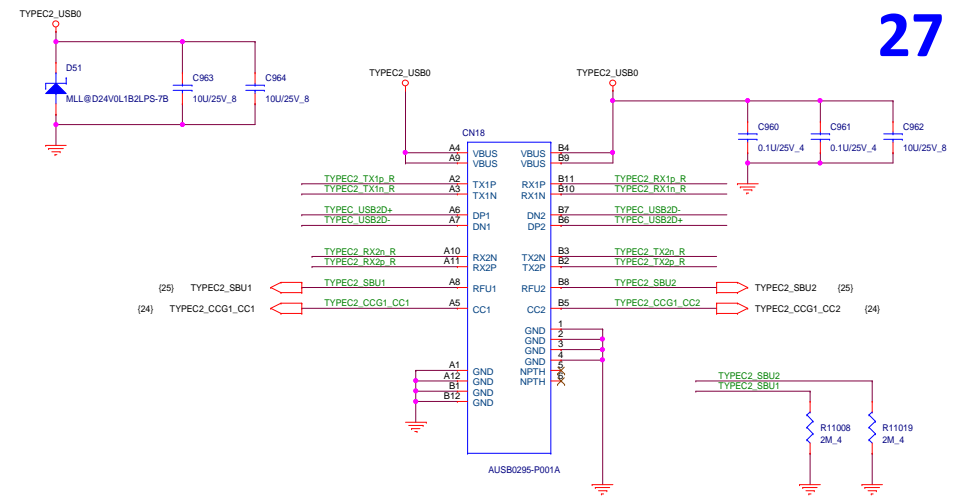 27
TYPEC2_USB0
D51
MLL@D24V0L1B2LPS-7B
C963
10U/25V_8
C964
10U/25V_8
TYPEC2_USB0
TYPEC2_USB0
C960
0.1U/25V_4
C961
0.1U/25V_4
C962
10U/25V_8
CN18
A4 VBUS VBUS B4
A9 VBUS VBUS B9
TYPEC2_TX1p_R A2 TX1P RX1P B11 TYPEC2_RX1p_R
TYPEC2_TX1n_R A3 TX1N RX1N B10 TYPEC2_RX1n_R
TYPEC_USB2D+ A6 DP1 DN2 B7 TYPEC_USB2D-
TYPEC_USB2D- A7 DN1 DP2 B6 TYPEC_USB2D+
TYPEC2_RX2n_R A10 RX2N TX2N B3 TYPEC2_TX2n_R
TYPEC2_RX2p_R A11 RX2P TX2P B2 TYPEC2_TX2p_R
{25} TYPEC2_SBU1 TYPEC2_SBU1 A8 RFU1 RFU2 B8 TYPEC2_SBU2 TYPEC2_SBU2 {25}
{24} TYPEC2_CCG1_CC1 TYPEC2_CCG1_CC1 A5 CC1 CC2 B5 TYPEC2_CCG1_CC2 TYPEC2_CCG1_CC2 {24}
GND 1
GND 2
GND 3
GND 4
A1 GND NPTH 5
A12 GND NPTH 6
B1 GND
B12 GND
AUSB0295-P001A
TYPEC2_SBU2
TYPEC2_SBU1
R11008
2M_4
R11019
2M_4